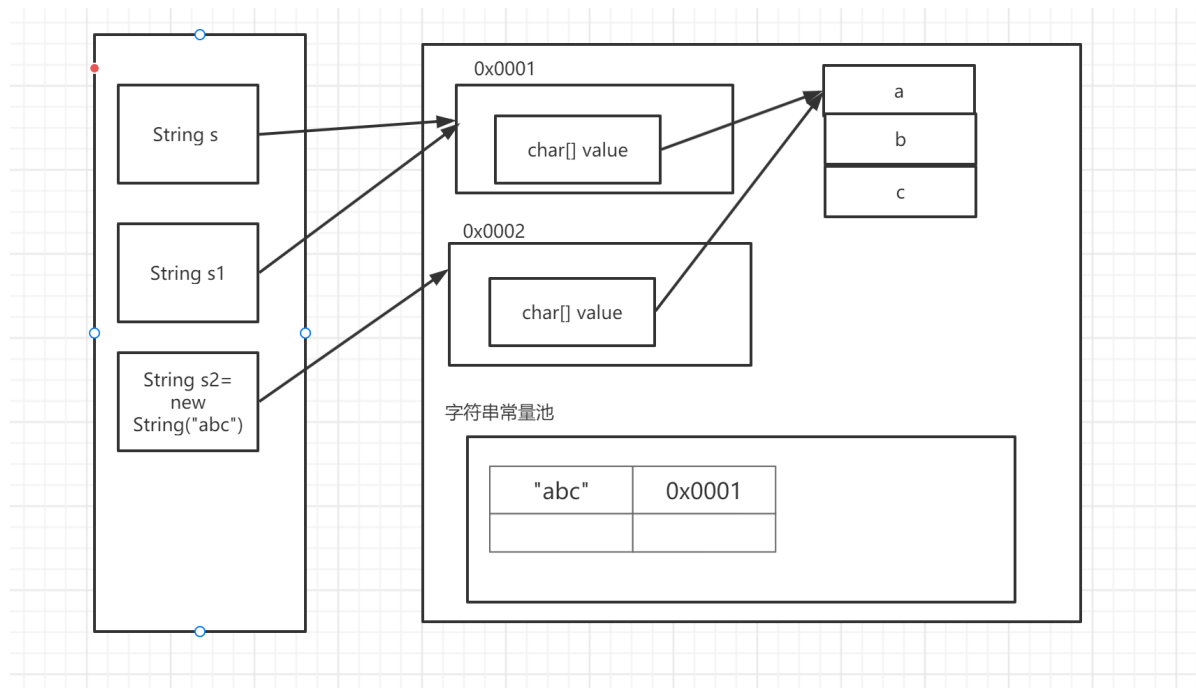 String s
String s1
String s2=
new
String("abc")
0x0001
char[] value
a
b
c
0x0002
char[] value
字符串常量池
"abc" 0x0001